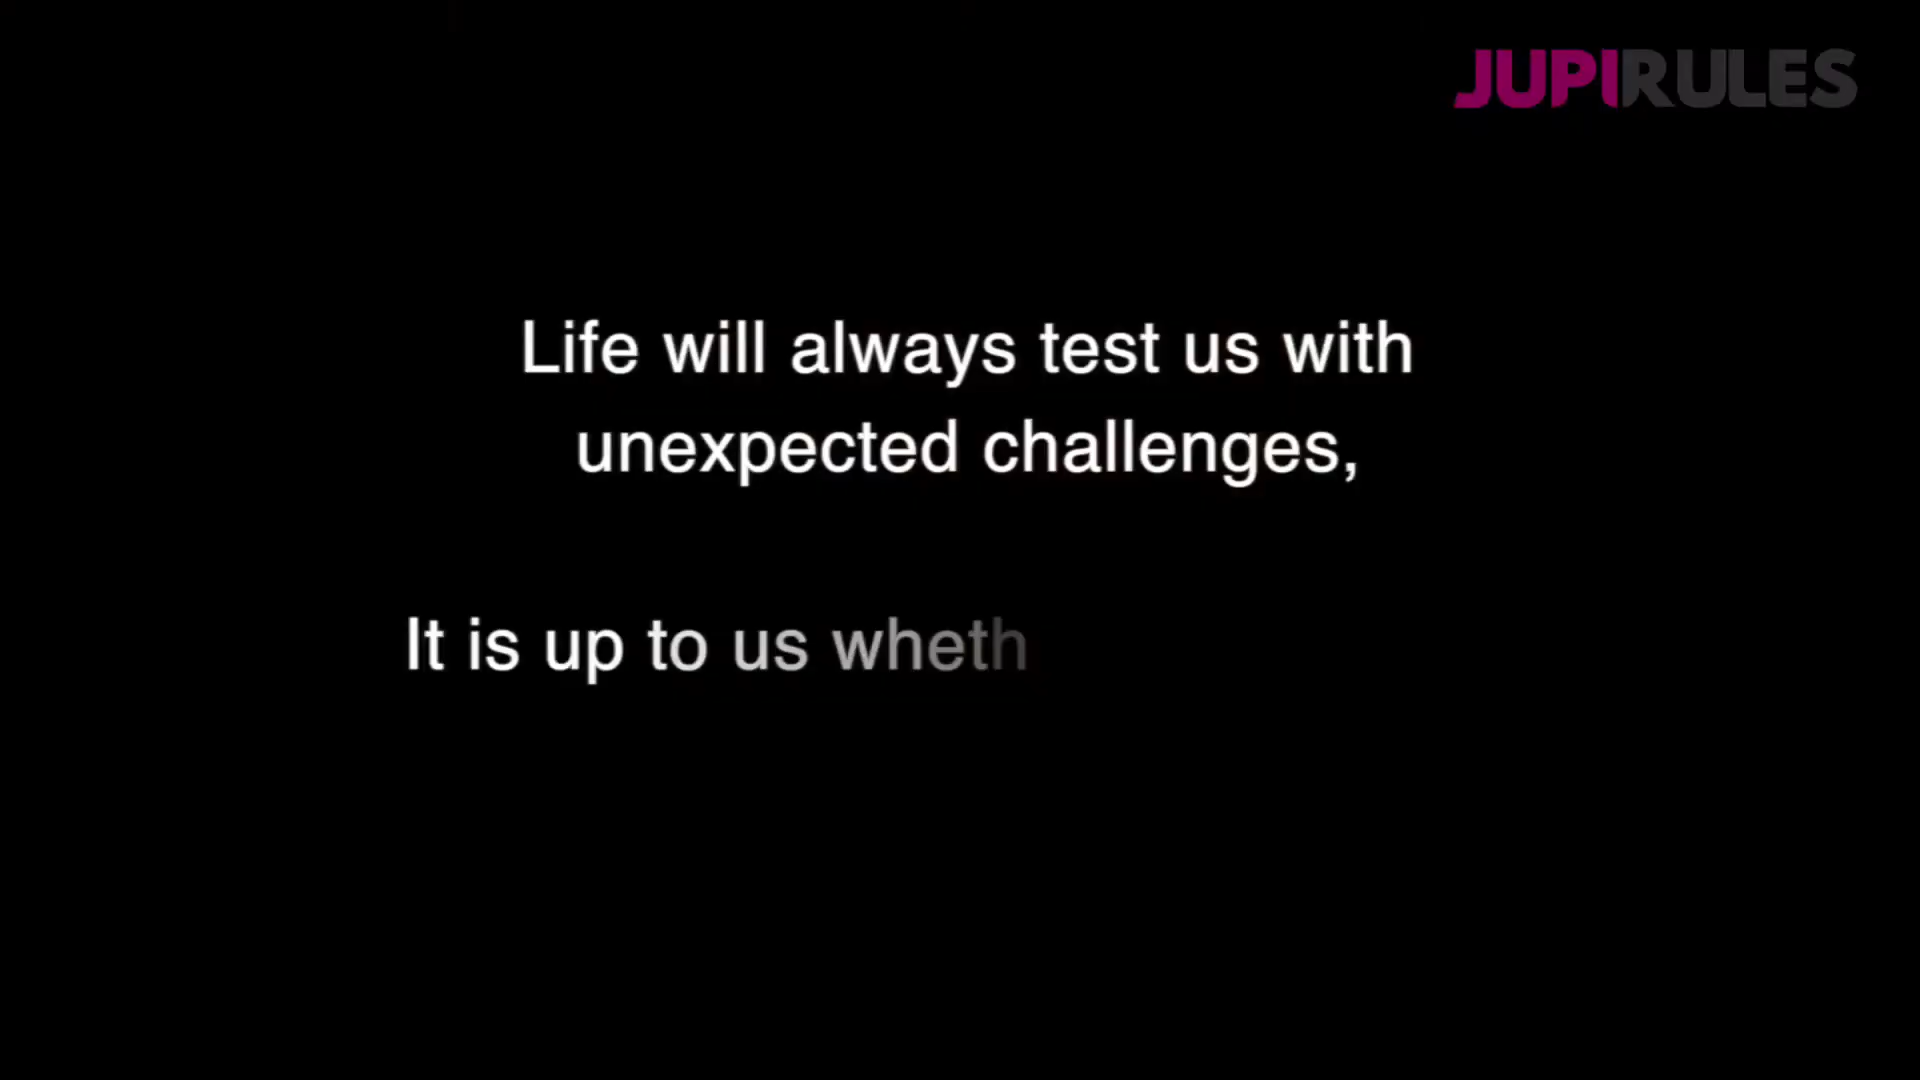 JUPIRULES
Life will always test us with
unexpected challenges,
It is up to us wheth